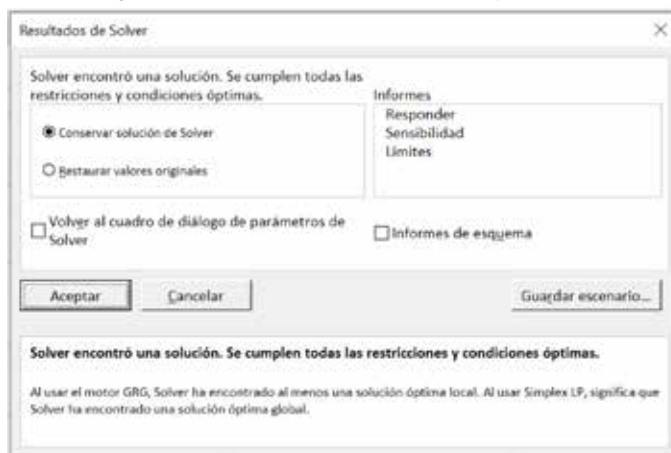 Resultados de Solver
Solver encontró una solución. Se cumplen todas las
restricciones y condiciones óptimas.
Informes
Responder
Sensibilidad
Límites
Conservar solución de Solver
Restaurar valores originales
Volver al cuadro de diálogo de parámetros de
Solver
Informes de esquema
Aceptar
Cancelar
Guardar escenario...
Solver encontró una solución. Se cumplen todas las restricciones y condiciones óptimas.
Al usar el motor GRG, Solver ha encontrado al menos una solución óptima local. Al usar Simplex LP, significa que
Solver ha encontrado una solución óptima global.